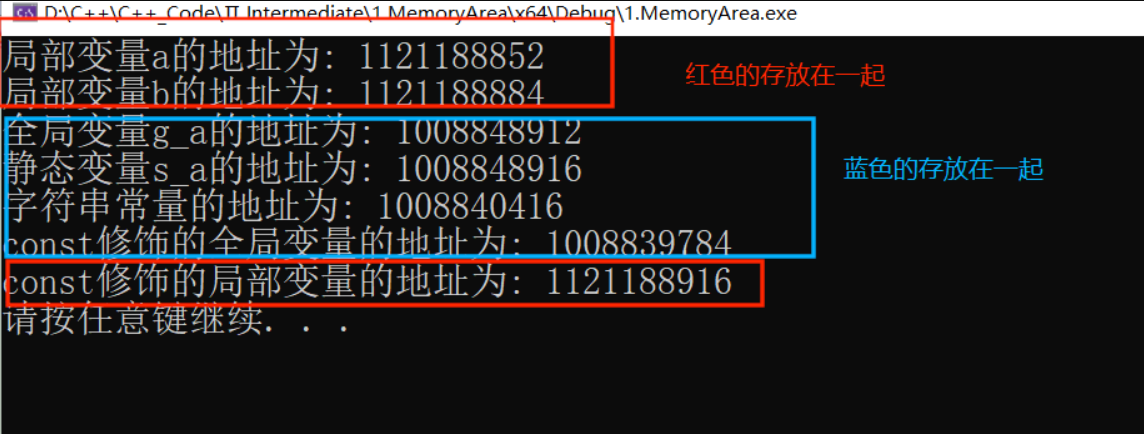 D:\C++\C++_Code\II Intermediate\1.MemoryArea\x64\Debug\1.MemoryArea.exe
局部变量a的地址为: 1121188852
红色的存放在一起
局部变量b的地址为: 1121188884
全局变量g_a的地址为: 1008848912
静态变量s_a的地址为: 1008848916
蓝色的存放在一起
字符串常量的地址为: 1008840416
const修饰的全局变量的地址为: 1008839784
const修饰的局部变量的地址为: 1121188916
请按任意键继续. . .